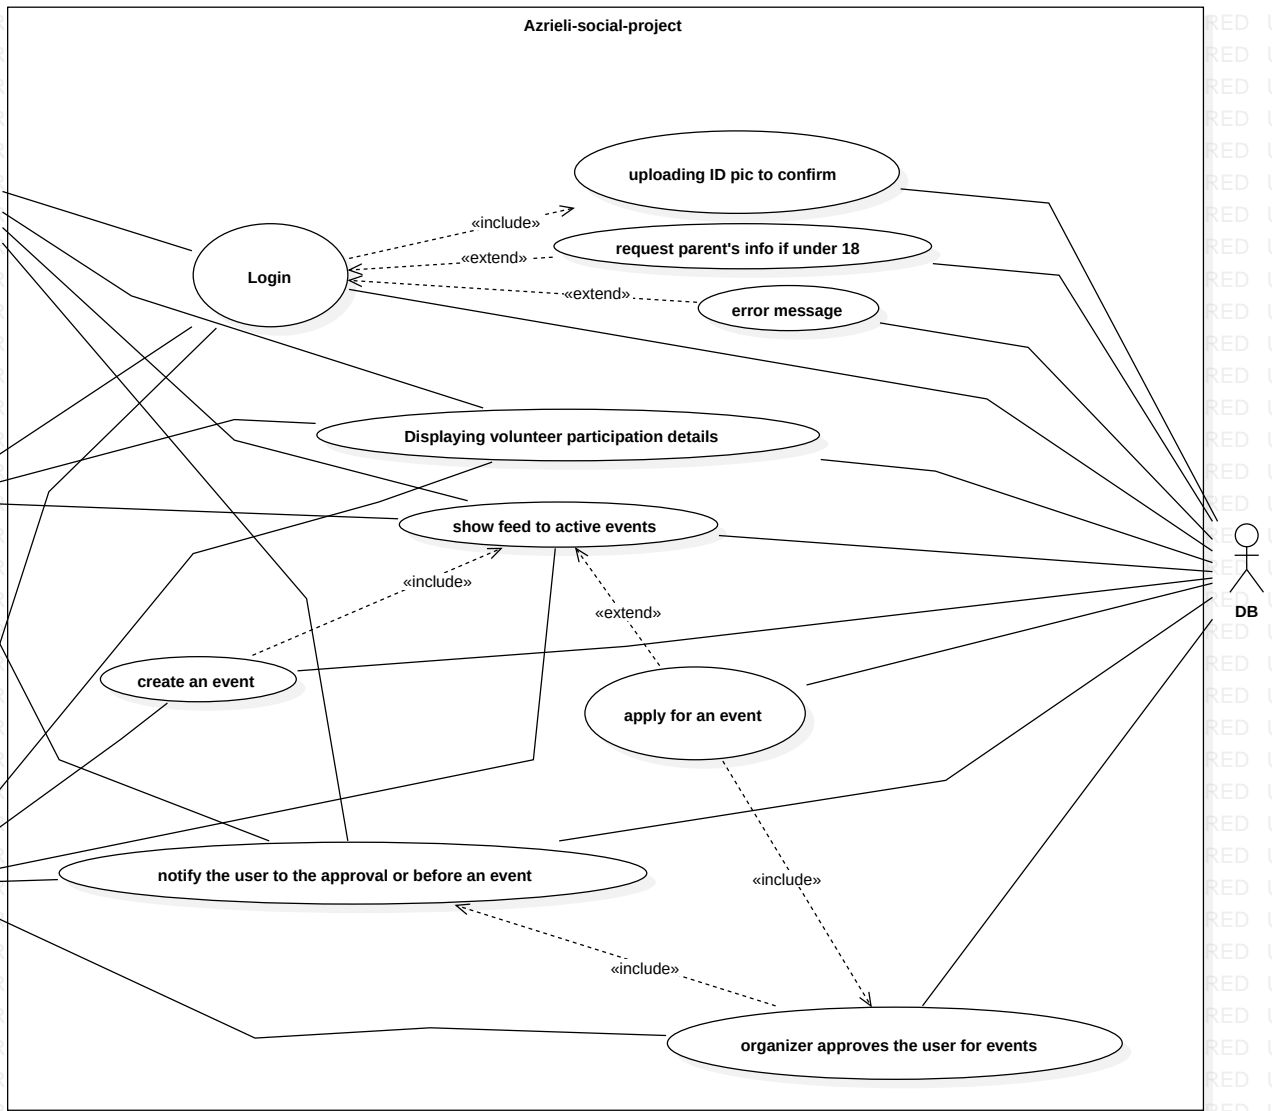 Azrieli-social-project
uploading ID pic to confirm
«include»
request parent's info if under 18
«extend»
Login
«extend»
error message
Displaying volunteer participation details
show feed to active events
«include»
«extend»
DB
create an event
apply for an event
notify the user to the approval or before an event
«include»
«include»
organizer approves the user for events